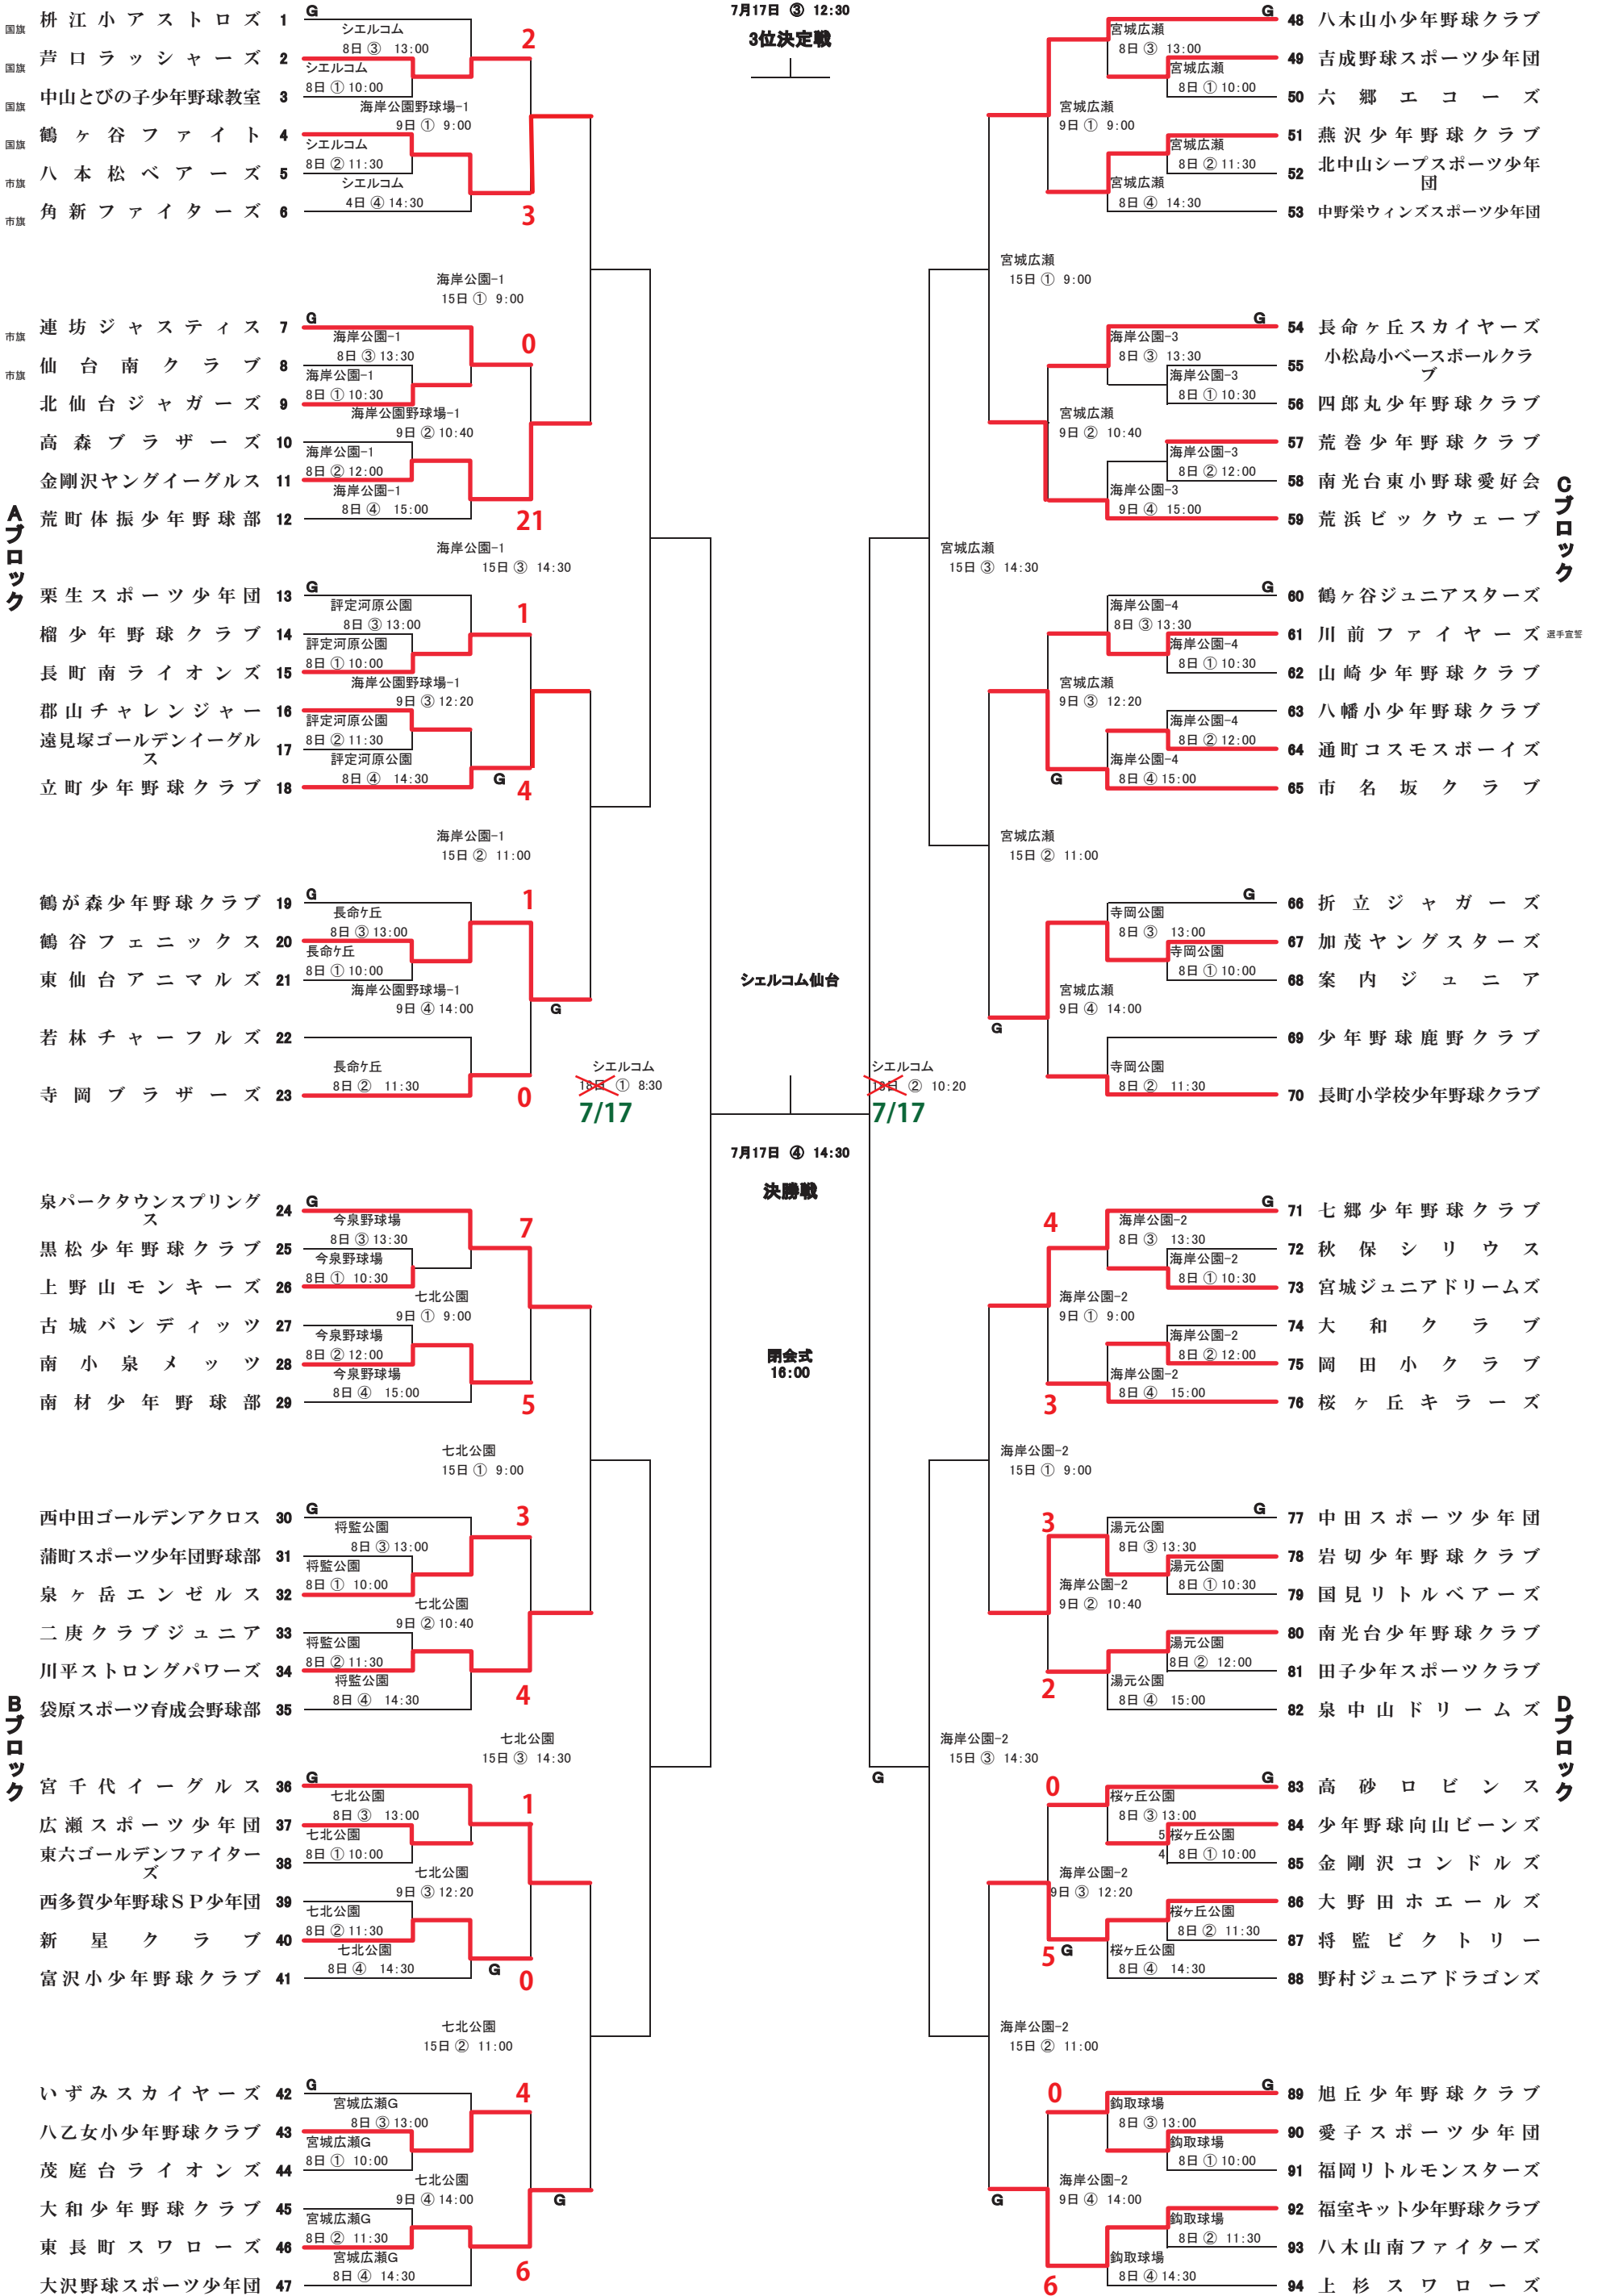 7月17日 ③ 12:30
3位決定戦
国旗 枡江小アストロズ 1 G
シエルコム
8日 ③ 13:00
2
国旗 芦口ラッシャーズ 2
シエルコム
8日 ① 10:00
国旗 中山とびの子少年野球教室 3
海岸公園野球場-1
9日 ① 9:00
国旗 鶴ヶ谷ファイト 4
シエルコム
8日 ② 11:30
市旗 八本松ベアーズ 5
シエルコム
4日 ④ 14:30
市旗 角新ファイターズ 6
3
海岸公園-1
15日 ① 9:00
市旗 連坊ジャスティス 7 G
海岸公園-1
8日 ③ 13:30
0
市旗 仙台南クラブ 8
海岸公園-1
8日 ① 10:30
北仙台ジャガーズ 9
海岸公園野球場-1
9日 ② 10:40
高森ブラザーズ 10
海岸公園-1
8日 ② 12:00
金剛沢ヤングイーグルス 11
海岸公園-1
8日 ④ 15:00
荒町体振少年野球部 12
21
Aブロック
海岸公園-1
15日 ③ 14:30
栗生スポーツ少年団 13 G
評定河原公園
8日 ③ 13:00
1
榴少年野球クラブ 14
評定河原公園
8日 ① 10:00
長町南ライオンズ 15
海岸公園野球場-1
9日 ③ 12:20
郡山チャレンジャー 16
評定河原公園
8日 ② 11:30
遠見塚ゴールデンイーグル
ス
17
評定河原公園
8日 ④ 14:30
G
立町少年野球クラブ 18
4
海岸公園-1
15日 ② 11:00
鶴が森少年野球クラブ 19 G
長命ケ丘
8日 ③ 13:00
1
鶴谷フェニックス 20
長命ケ丘
8日 ① 10:00
東仙台アニマルズ 21
海岸公園野球場-1
9日 ④ 14:00
G
若林チャーフルズ 22
長命ケ丘
8日 ② 11:30
寺岡ブラザーズ 23
0
シエルコム
18日 ① 8:30
7/17
泉パークタウンスプリング
ス
24 G
今泉野球場
8日 ③ 13:30
7
黒松少年野球クラブ 25
今泉野球場
8日 ① 10:30
上野山モンキーズ 26
七北公園
9日 ① 9:00
古城バンディッツ 27
今泉野球場
8日 ② 12:00
南小泉メッツ 28
今泉野球場
8日 ④ 15:00
南材少年野球部 29
5
七北公園
15日 ① 9:00
西中田ゴールデンアクロス 30 G
将監公園
8日 ③ 13:00
3
蒲町スポーツ少年団野球部 31
将監公園
8日 ① 10:00
泉ヶ岳エンゼルス 32
七北公園
9日 ② 10:40
二庚クラブジュニア 33
将監公園
8日 ② 11:30
川平ストロングパワーズ 34
将監公園
8日 ④ 14:30
袋原スポーツ育成会野球部 35
4
Bブロック
七北公園
15日 ③ 14:30
宮千代イーグルス 36 G
七北公園
8日 ③ 13:00
1
広瀬スポーツ少年団 37
七北公園
8日 ① 10:00
東六ゴールデンファイター
ズ
38
七北公園
9日 ③ 12:20
西多賀少年野球SP少年団 39
七北公園
8日 ② 11:30
新星クラブ 40
七北公園
8日 ④ 14:30
G
富沢小少年野球クラブ 41
0
七北公園
15日 ② 11:00
いずみスカイヤーズ 42 G
宮城広瀬G
8日 ③ 13:00
4
八乙女小少年野球クラブ 43
宮城広瀬G
8日 ① 10:00
茂庭台ライオンズ 44
七北公園
9日 ④ 14:00
G
大和少年野球クラブ 45
宮城広瀬G
8日 ② 11:30
東長町スワローズ 46
宮城広瀬G
8日 ④ 14:30
大沢野球スポーツ少年団 47
6
シェルコム仙台
7月17日 ④ 14:30
決勝戦
閉会式
16:00
G 48 八木山小少年野球クラブ
宮城広瀬
8日 ③ 13:00
49 吉成野球スポーツ少年団
宮城広瀬
8日 ① 10:00
50 六郷エコーズ
宮城広瀬
9日 ① 9:00
51 燕沢少年野球クラブ
宮城広瀬
8日 ② 11:30
52 北中山シープスポーツ少年
団
宮城広瀬
8日 ④ 14:30
53 中野栄ウィンズスポーツ少年団
宮城広瀬
15日 ① 9:00
G 54 長命ヶ丘スカイヤーズ
海岸公園-3
8日 ③ 13:30
55 小松島小ベースボールクラ
ブ
海岸公園-3
8日 ① 10:30
56 四郎丸少年野球クラブ
宮城広瀬
9日 ② 10:40
57 荒巻少年野球クラブ
海岸公園-3
8日 ② 12:00
58 南光台東小野球愛好会
海岸公園-3
9日 ④ 15:00
59 荒浜ビックウェーブ
Cブロック
宮城広瀬
15日 ③ 14:30
G 60 鶴ヶ谷ジュニアスターズ
海岸公園-4
8日 ③ 13:30
61 川前ファイヤーズ 選手宣誓
海岸公園-4
8日 ① 10:30
62 山崎少年野球クラブ
宮城広瀬
9日 ③ 12:20
63 八幡小少年野球クラブ
海岸公園-4
8日 ② 12:00
64 通町コスモスボーイズ
海岸公園-4
8日 ④ 15:00
G
65 市名坂クラブ
宮城広瀬
15日 ② 11:00
G 66 折立ジャガーズ
寺岡公園
8日 ③ 13:00
67 加茂ヤングスターズ
寺岡公園
8日 ① 10:00
68 案内ジュニア
宮城広瀬
9日 ④ 14:00
G
69 少年野球鹿野クラブ
寺岡公園
8日 ② 11:30
70 長町小学校少年野球クラブ
シエルコム
18日 ② 10:20
7/17
G 71 七郷少年野球クラブ
4
海岸公園-2
8日 ③ 13:30
72 秋保シリウス
海岸公園-2
8日 ① 10:30
73 宮城ジュニアドリームズ
海岸公園-2
9日 ① 9:00
74 大和クラブ
海岸公園-2
8日 ② 12:00
75 岡田小クラブ
海岸公園-2
8日 ④ 15:00
76 桜ヶ丘キラーズ
3
海岸公園-2
15日 ① 9:00
G 77 中田スポーツ少年団
3
湯元公園
8日 ③ 13:30
78 岩切少年野球クラブ
湯元公園
8日 ① 10:30
79 国見リトルベアーズ
海岸公園-2
9日 ② 10:40
80 南光台少年野球クラブ
湯元公園
8日 ② 12:00
81 田子少年スポーツクラブ
2
湯元公園
8日 ④ 15:00
82 泉中山ドリームズ
Dブロック
海岸公園-2
15日 ③ 14:30
G
G 83 高砂ロビンス
0
桜ヶ丘公園
8日 ③ 13:00
84 少年野球向山ビーンズ
5 桜ヶ丘公園
4 8日 ① 10:00
85 金剛沢コンドルズ
海岸公園-2
9日 ③ 12:20
86 大野田ホエールズ
桜ヶ丘公園
8日 ② 11:30
87 将監ビクトリー
5 G
桜ヶ丘公園
8日 ④ 14:30
88 野村ジュニアドラゴンズ
海岸公園-2
15日 ② 11:00
G 89 旭丘少年野球クラブ
0
鈎取球場
8日 ③ 13:00
90 愛子スポーツ少年団
鈎取球場
8日 ① 10:00
91 福岡リトルモンスターズ
海岸公園-2
9日 ④ 14:00
G
92 福室キット少年野球クラブ
鈎取球場
8日 ② 11:30
93 八木山南ファイターズ
鈎取球場
8日 ④ 14:30
94 上杉スワローズ
6